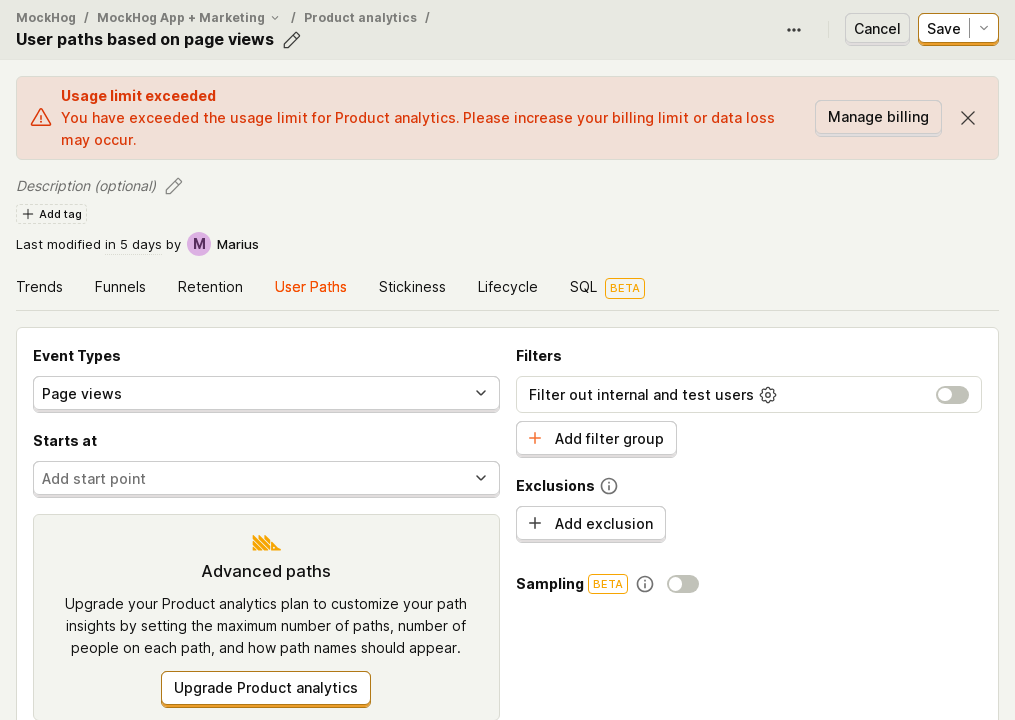 MockHog / MockHog App + Marketing / Product analytics /
User paths based on page views
Cancel
Save
Usage limit exceeded
You have exceeded the usage limit for Product analytics. Please increase your billing limit or data loss
may occur.
Manage billing
Description (optional)
Add tag
Last modified in 5 days by M Marius
Trends Funnels Retention User Paths Stickiness Lifecycle SQL BETA
Event Types
Page views
Starts at
Add start point
Advanced paths
Upgrade your Product analytics plan to customize your path
insights by setting the maximum number of paths, number of
people on each path, and how path names should appear.
Upgrade Product analytics
Filters
Filter out internal and test users
Add filter group
Exclusions
Add exclusion
Sampling BETA